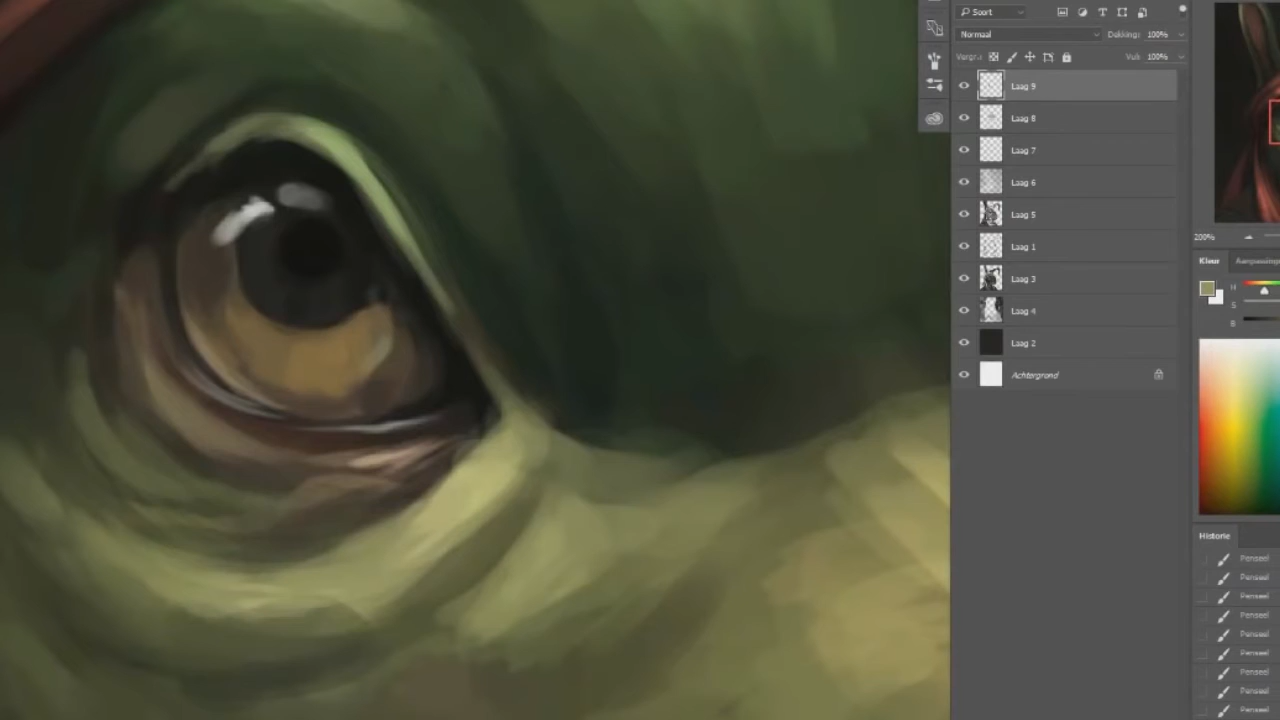 Soort
Normaal Dekking: 100%
Vergr.: Vul: 100%
Laag 9
Laag 8
Laag 7
Laag 6
Laag 5
Laag 1
Laag 3
Laag 4
Laag 2
Achtergrond
200%
Kleur Aanpassing
H
S
B
Historie
Penseel
Penseel
Penseel
Penseel
Penseel
Penseel
Penseel
Penseel
Penseel